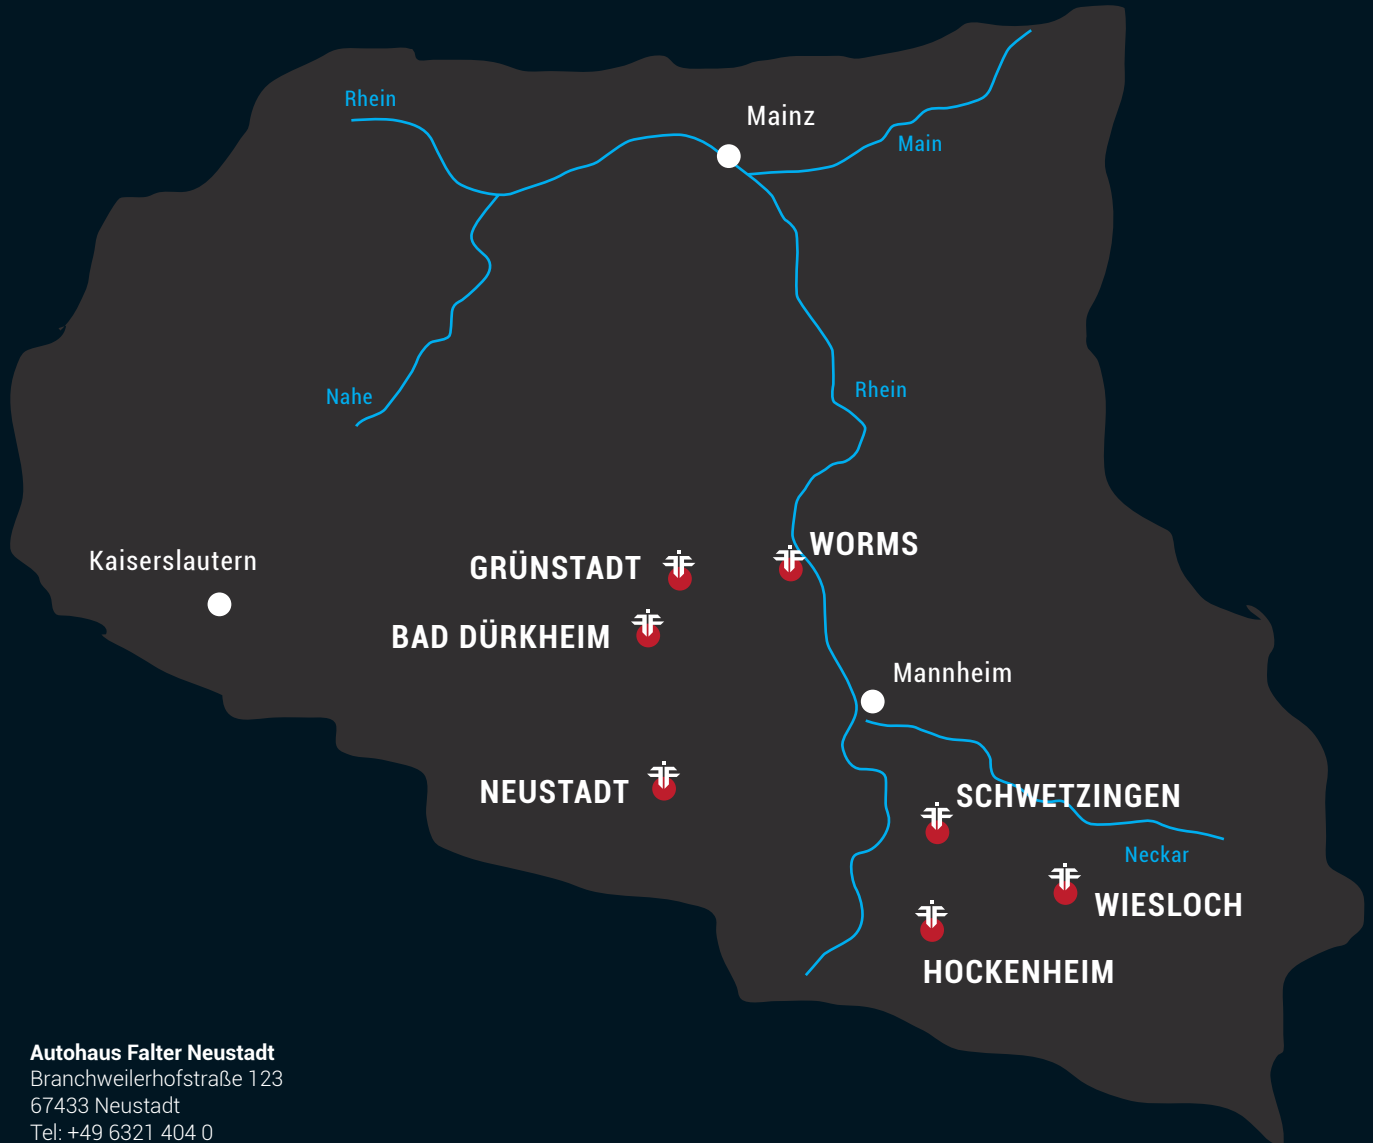 Rhein
Mainz
Main
Nahe
Rhein
WORMS
Kaiserslautern
GRÜNSTADT
BAD DÜRKHEIM
Mannheim
NEUSTADT
SCHWETZINGEN
Neckar
WIESLOCH
HOCKENHEIM
Autohaus Falter Neustadt
Branchweilerhofstraße 123
67433 Neustadt
Tel: +49 6321 404 0